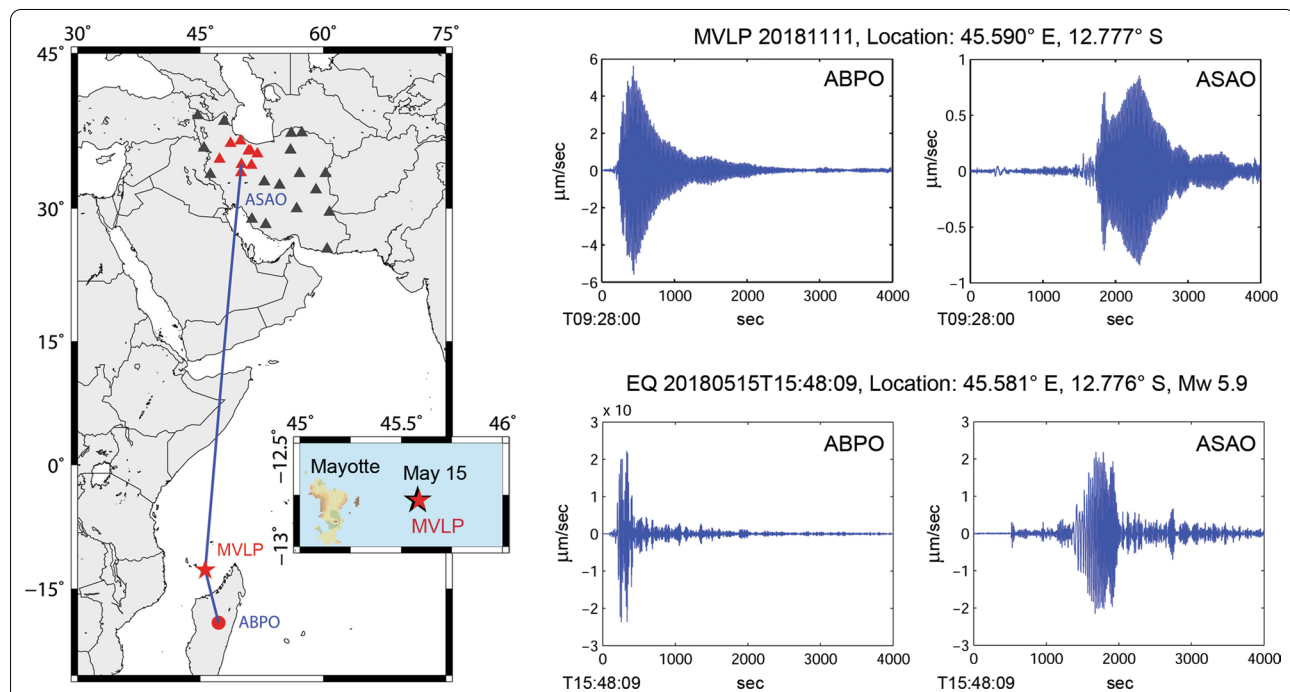 30° 45° 60° 75°
45°
30°
15°
0°
−15°
ASAO
MVLP
ABPO
45° 45.5° 46°
−12.5°
−13°
Mayotte
May 15
MVLP
MVLP 20181111, Location: 45.590° E, 12.777° S
ABPO
μm/sec
6
4
2
0
−2
−4
−6
0 1000 2000 3000 4000
T09:28:00 sec
ASAO
μm/sec
1
0.5
0
−0.5
−1
0 1000 2000 3000 4000
T09:28:00 sec
EQ 20180515T15:48:09, Location: 45.581° E, 12.776° S, Mw 5.9
x 10
ABPO
μm/sec
3
2
1
0
−1
−2
−3
0 1000 2000 3000 4000
T15:48:09 sec
ASAO
μm/sec
3
2
1
0
−1
−2
−3
0 1000 2000 3000 4000
T15:48:09 sec